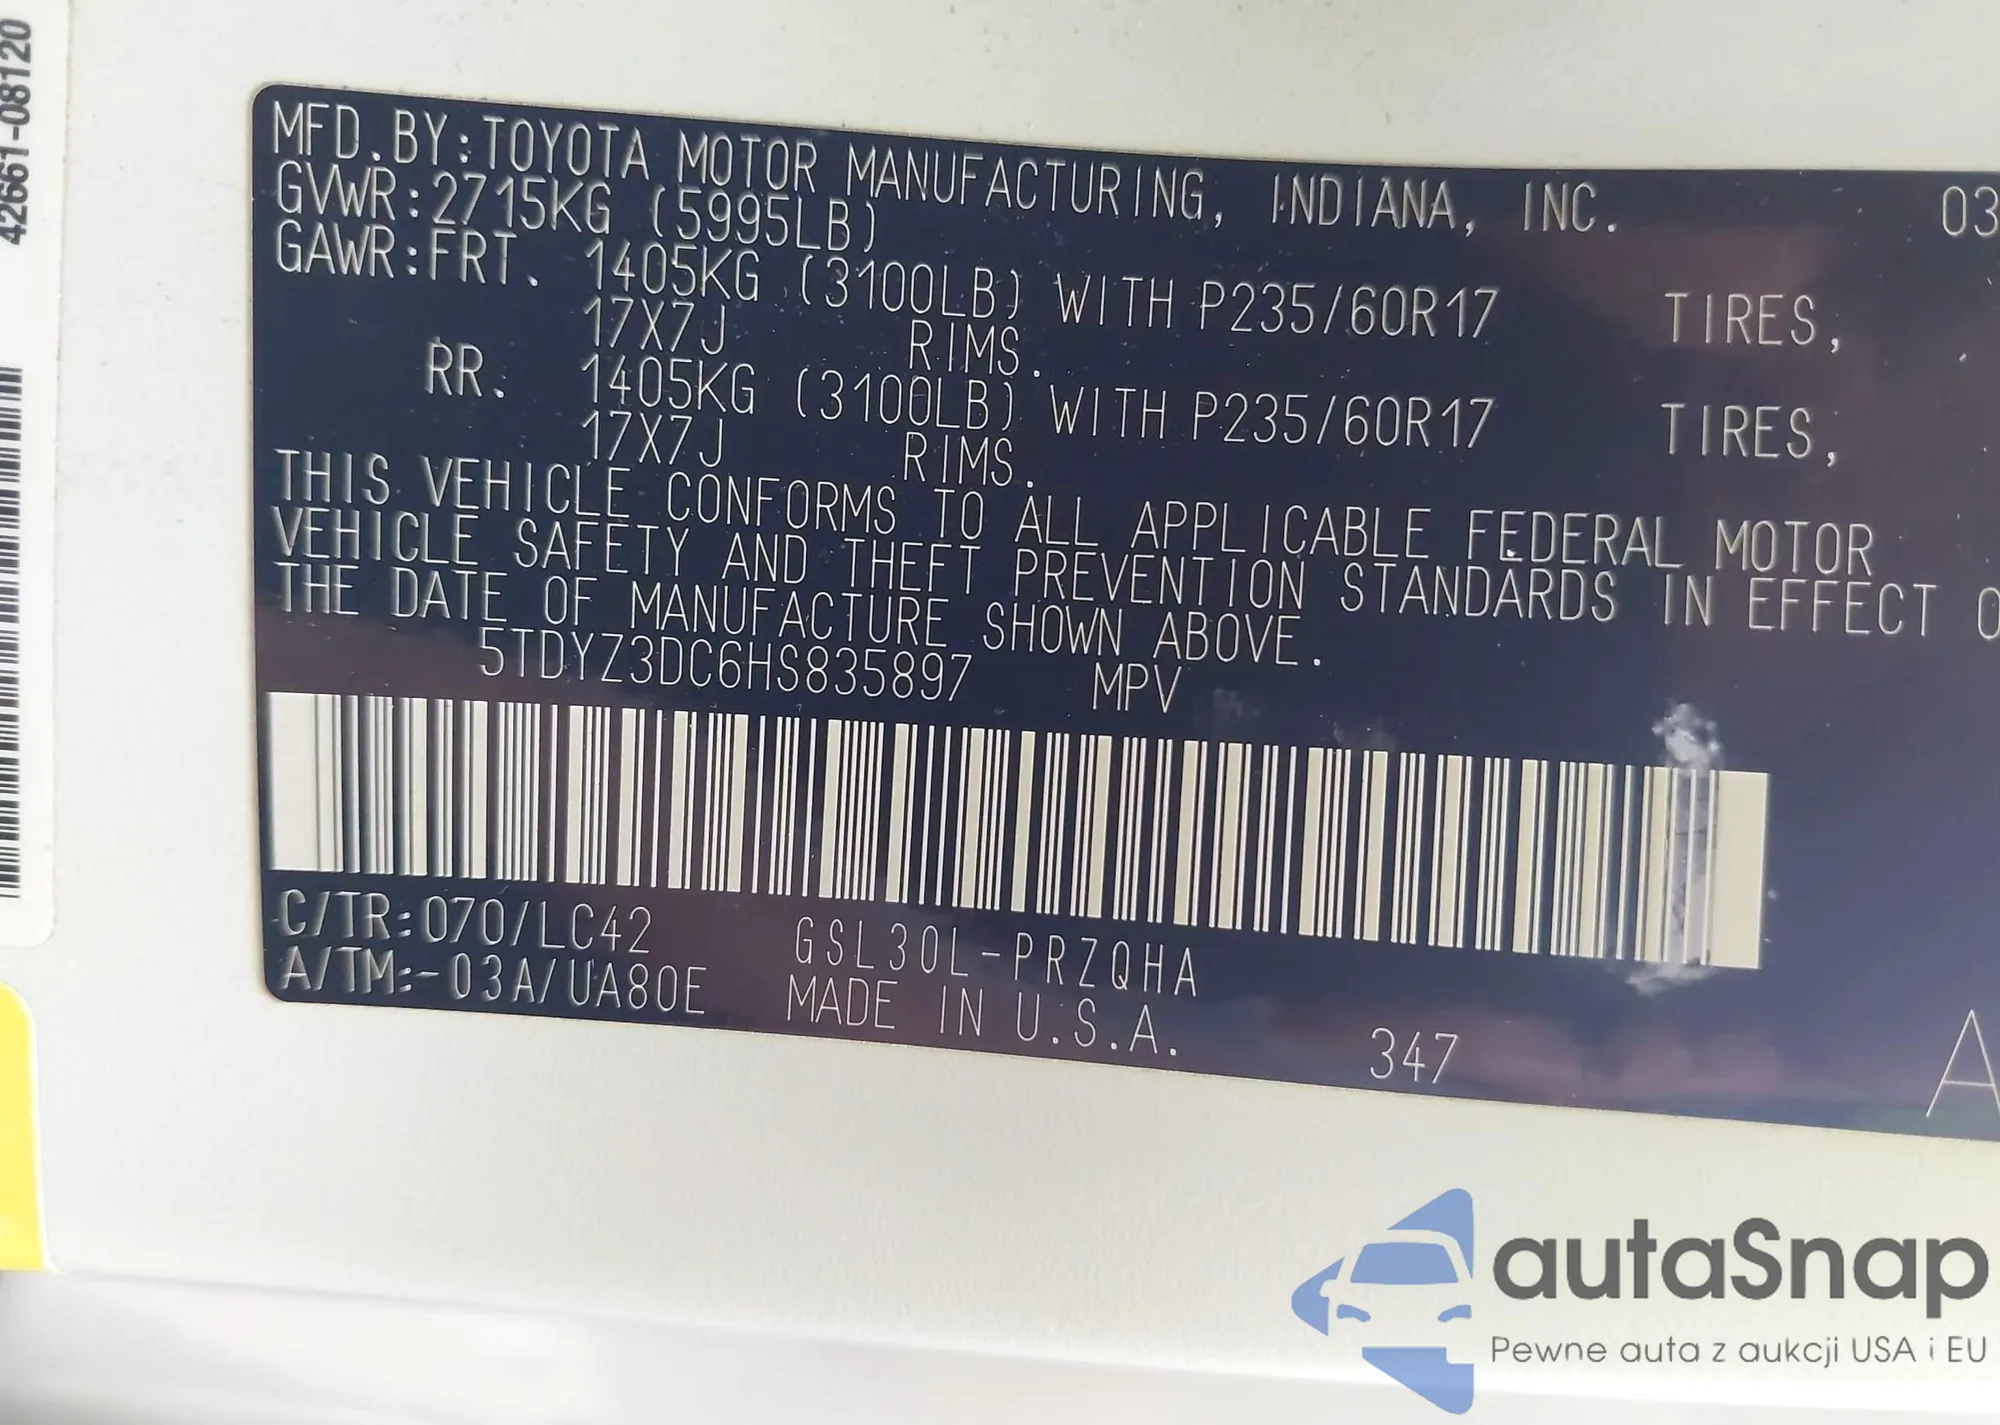 42661-08120
MFD.BY:TOYOTA MOTOR MANUFACTURING, INDIANA, INC. 03
GVWR:2715KG (5995LB)
GAWR:FRT. 1405KG (3100LB) WITH P235/60R17 TIRES,
17X7J RIMS.
RR. 1405KG (3100LB) WITH P235/60R17 TIRES,
17X7J RIMS.
THIS VEHICLE CONFORMS TO ALL APPLICABLE FEDERAL MOTOR
VEHICLE SAFETY AND THEFT PREVENTION STANDARDS IN EFFECT O
THE DATE OF MANUFACTURE SHOWN ABOVE.
5TDYZ3DC6HS835897 MPV
C/TR:070/LC42 GSL30L-PRZQHA
A/TM:-03A/UA80E MADE IN U.S.A. 347 A
autaSnap
Pewne auta z aukcji USA i EU